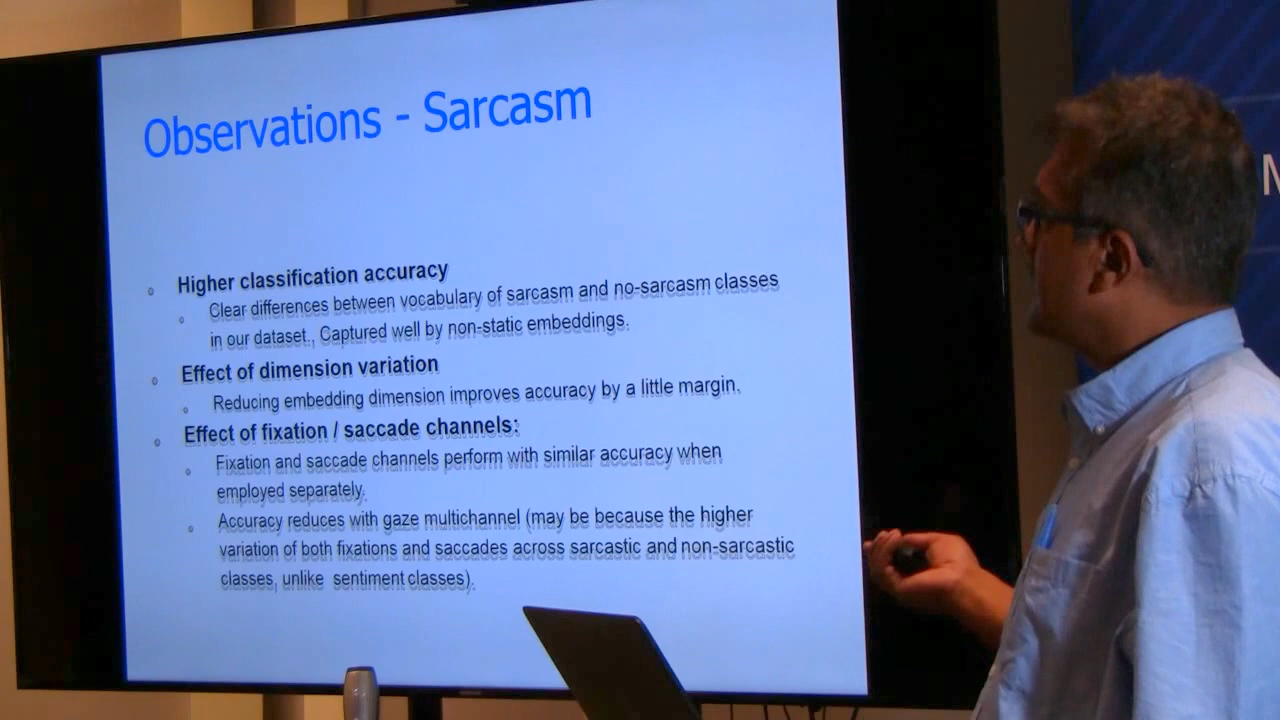 Observations - Sarcasm
Higher classification accuracy
Clear differences between vocabulary of sarcasm and no-sarcasm classes
in our dataset., Captured well by non-static embeddings.
Effect of dimension variation
Reducing embedding dimension improves accuracy by a little margin.
Effect of fixation / saccade channels:
Fixation and saccade channels perform with similar accuracy when
employed separately.
Accuracy reduces with gaze multichannel (may be because the higher
variation of both fixations and saccades across sarcastic and non-sarcastic
classes, unlike sentiment classes).